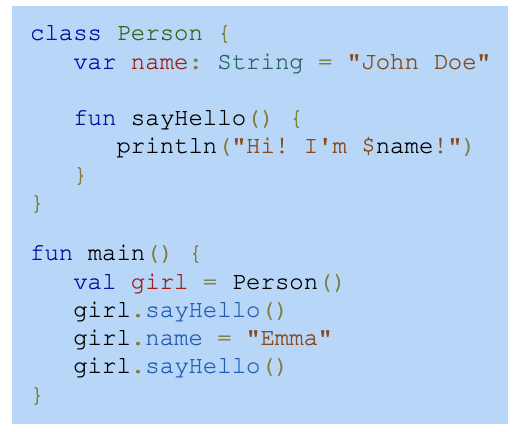 class Person {
   var name: String = "John Doe"

   fun sayHello() {
      println("Hi! I'm $name!")
   }
}

fun main() {
   val girl = Person()
   girl.sayHello()
   girl.name = "Emma"
   girl.sayHello()
}